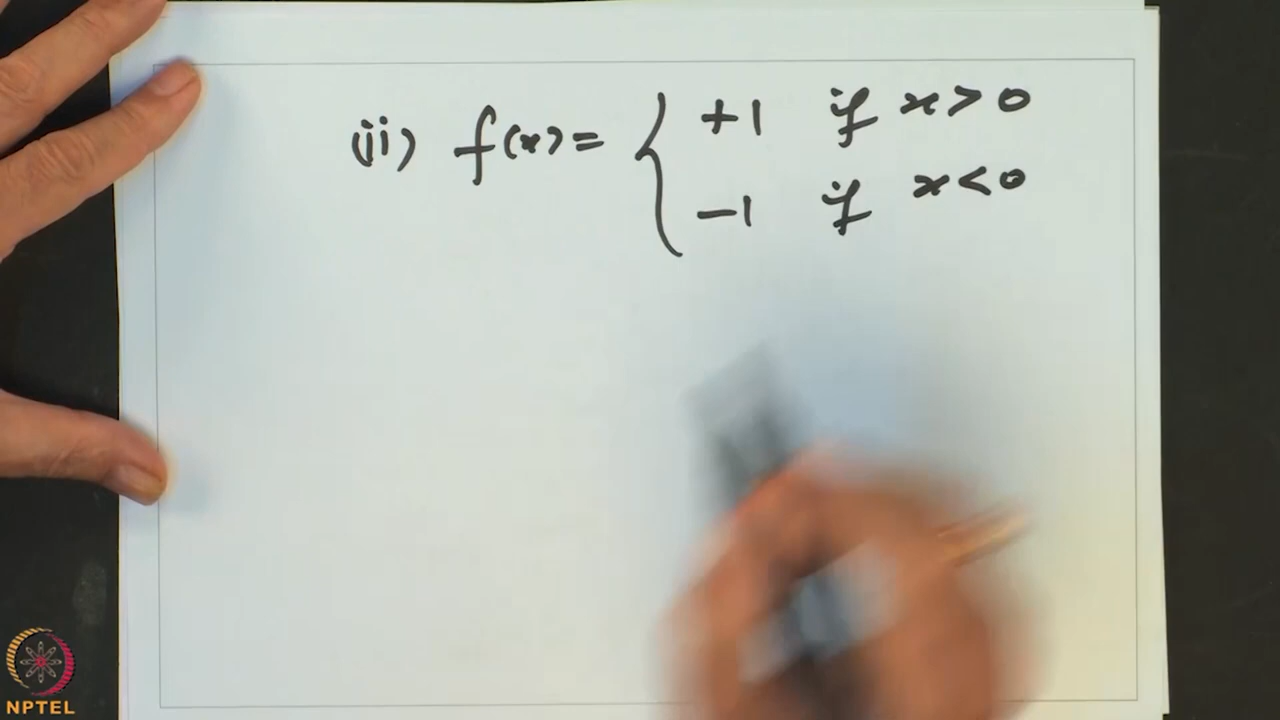 (ii) f(x) = { +1 if x > 0
-1 if x < 0
NPTEL